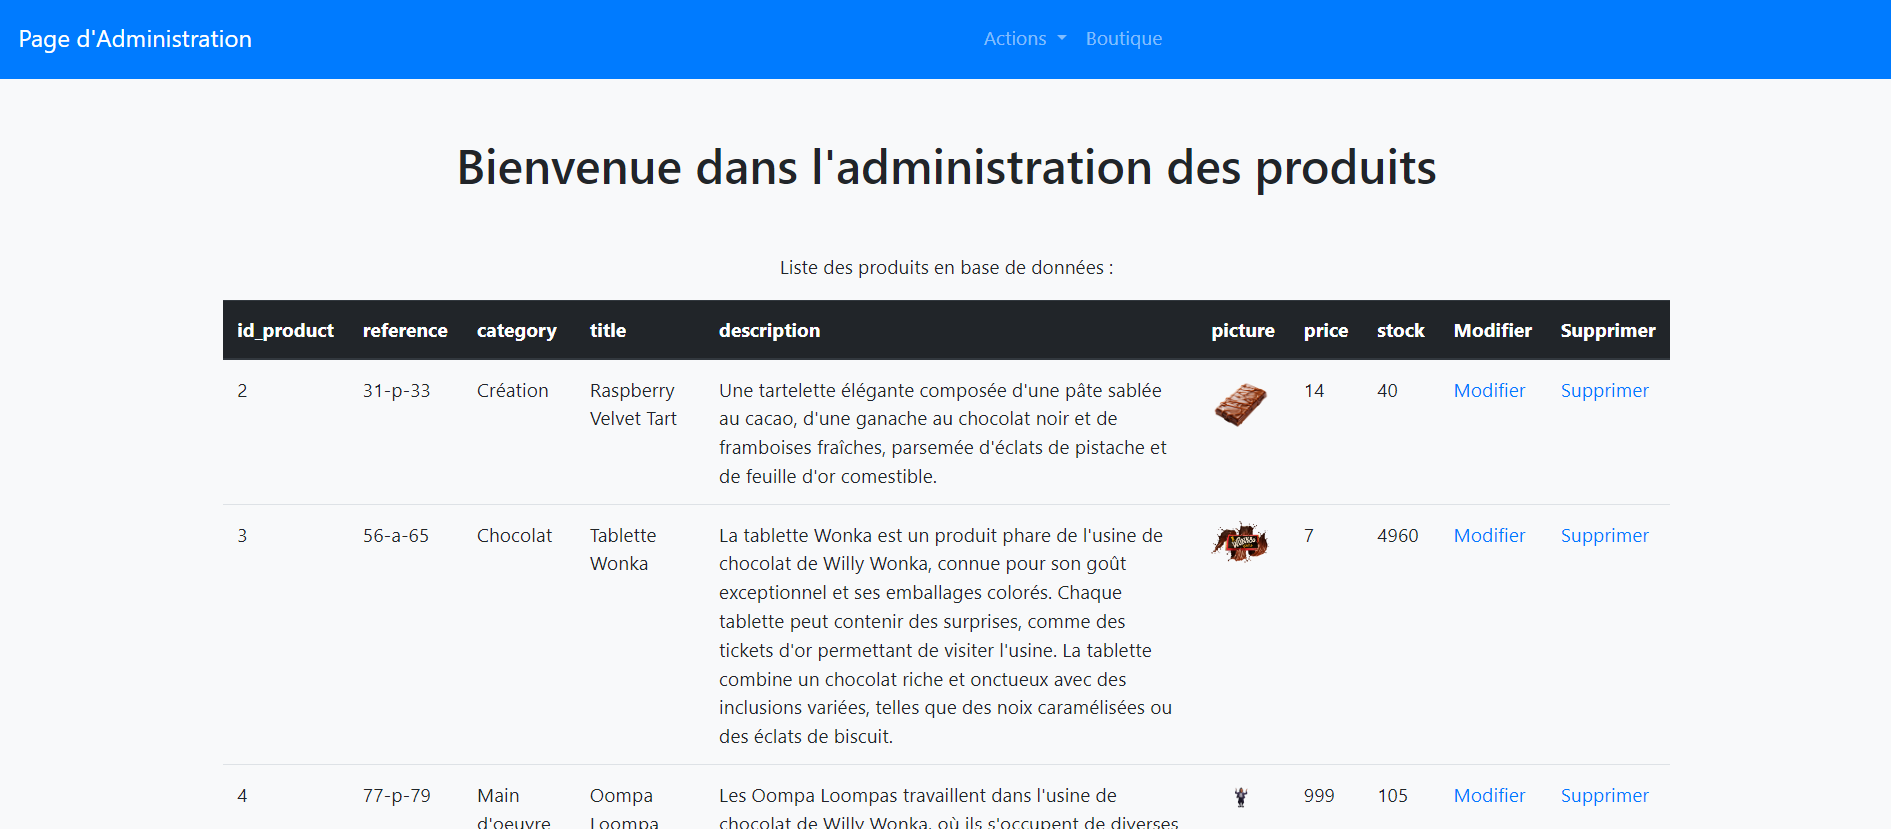 Page d'Administration
Actions
Boutique
Bienvenue dans l'administration des produits
Liste des produits en base de données :
id_product reference category title description picture price stock Modifier Supprimer
2 31-p-33 Création Raspberry Une tartelette élégante composée d'une pâte sablée 14 40 Modifier Supprimer
Velvet Tart au cacao, d'une ganache au chocolat noir et de
framboises fraîches, parsemée d'éclats de pistache et
de feuille d'or comestible.
3 56-a-65 Chocolat Tablette La tablette Wonka est un produit phare de l'usine de 7 4960 Modifier Supprimer
Wonka chocolat de Willy Wonka, connue pour son goût
exceptionnel et ses emballages colorés. Chaque
tablette peut contenir des surprises, comme des
tickets d'or permettant de visiter l'usine. La tablette
combine un chocolat riche et onctueux avec des
inclusions variées, telles que des noix caramélisées ou
des éclats de biscuit.
4 77-p-79 Main Oompa Les Oompa Loompas travaillent dans l'usine de 999 105 Modifier Supprimer
d'oeuvre Loompa chocolat de Willy Wonka, où ils s'occupent de diverses